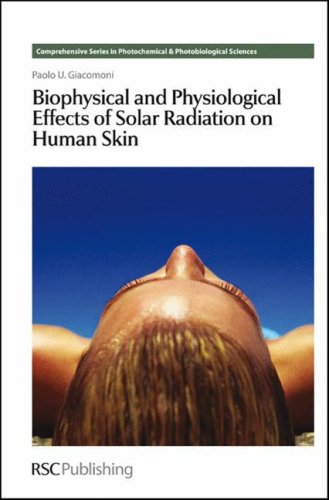 Comprehensive Series in Photochemical & Photobiological Sciences
Paolo U. Giacomoni
Biophysical and Physiological
Effects of Solar Radiation on
Human Skin
RSCPublishing